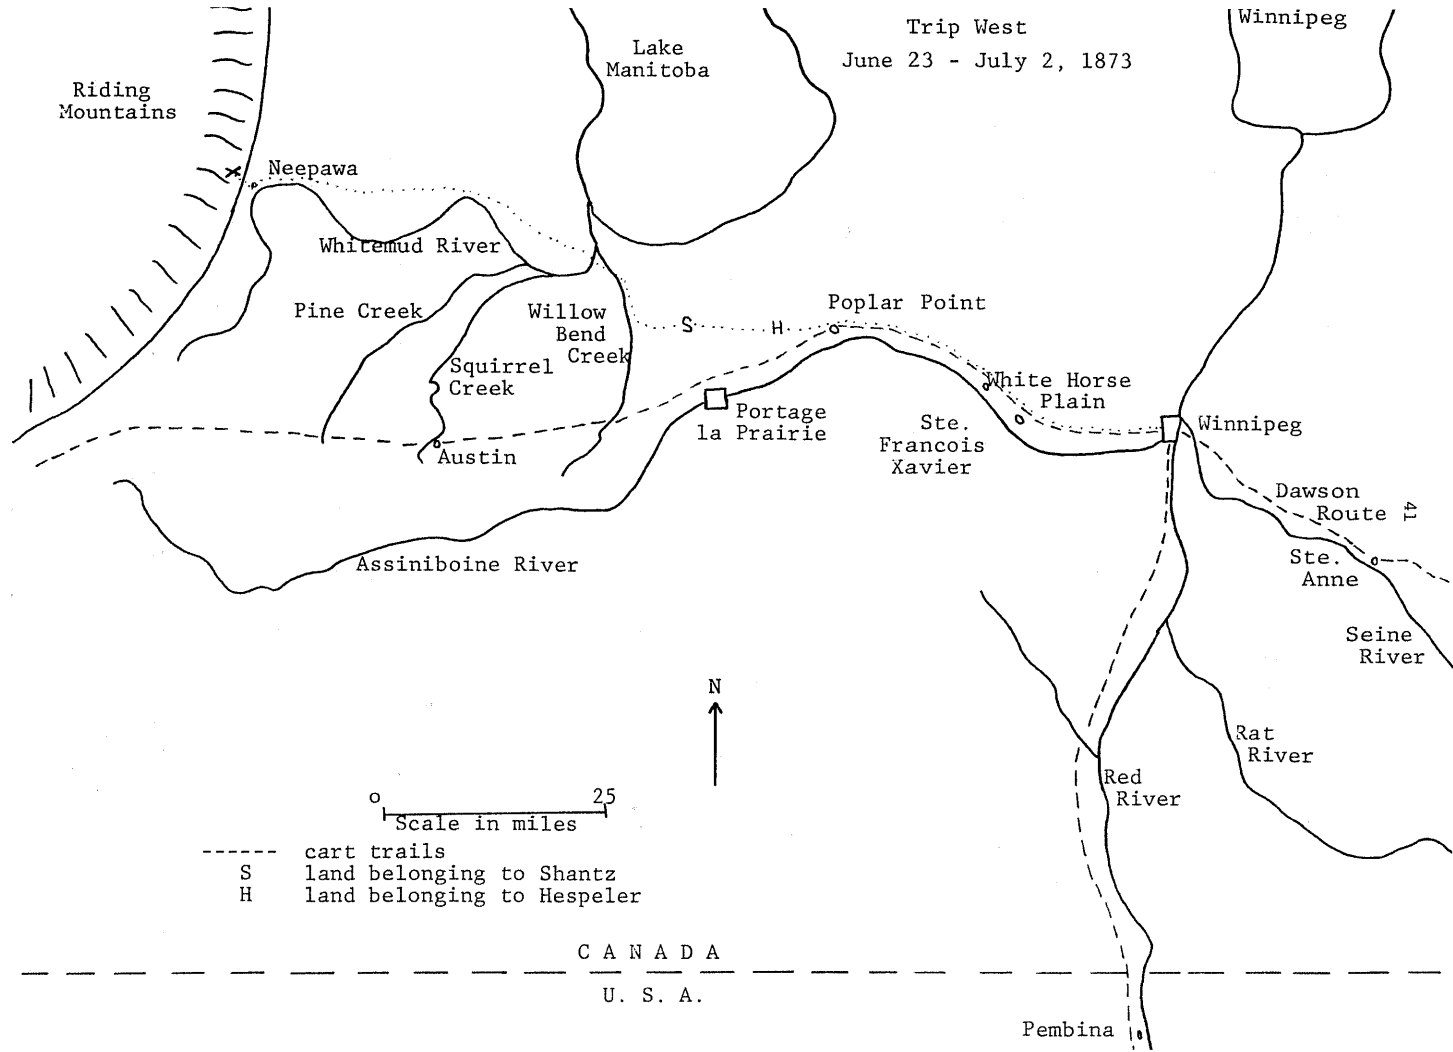 Trip West
June 23 - July 2, 1873
Winnipeg
Lake
Manitoba
Riding
Mountains
Neepawa
Whitemud River
Pine Creek
Willow
Bend
Creek
Squirrel
Creek
S
H
Poplar Point
White Horse
Plain
Portage
la Prairie
Ste.
Francois
Xavier
Winnipeg
Austin
Dawson
Route
41
Ste.
Anne
Assiniboine River
Seine
River
N
Rat
River
Red
River
0 25
Scale in miles
------ cart trails
S land belonging to Shantz
H land belonging to Hespeler
CANADA
U. S. A.
Pembina